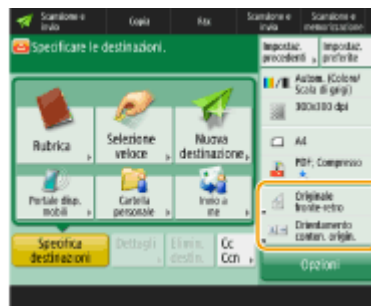 Scansione e
invio
Copia
Fax
Scansione e
invio
Scansione e
memorizzazione
Specificare le destinazioni.
Impostaz.
precedenti
Impostaz.
preferite
Autom. (Colore/
Scala di grigi)
300x300 dpi
Rubrica
Selezione
veloce
Nuova
destinazione
A4
PDF; Compresso
Portale disp.
mobili
Cartella
personale
Invio a
me
Originale
fronte-retro
Orientamento
conten. origin.
Specifica
destinazioni
Dettagli
Elimin.
destin.
Cc
Ccn
Opzioni